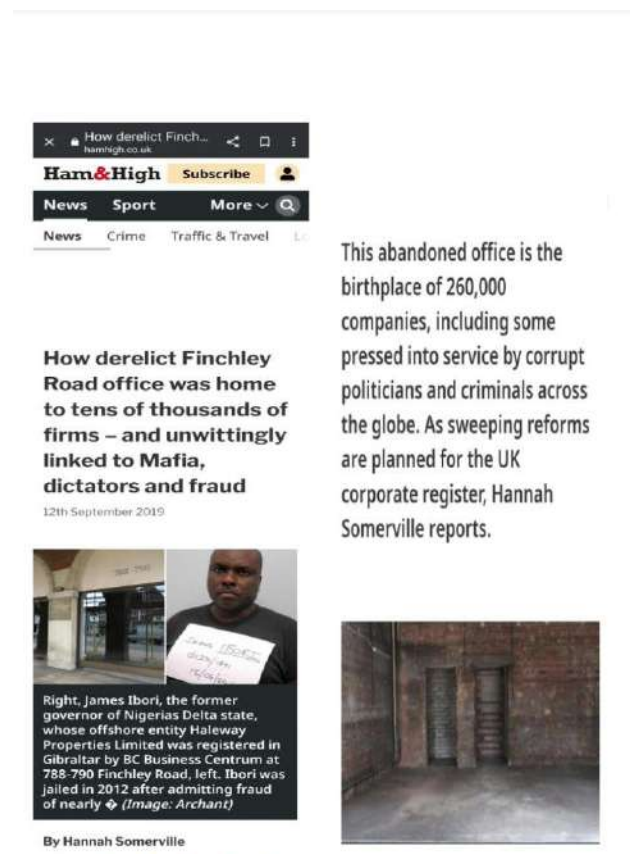 How derelict Finch...
hamhigh.co.uk
Ham&High
Subscribe
News Sport More
News Crime Traffic & Travel
How derelict Finchley
Road office was home
to tens of thousands of
firms – and unwittingly
linked to Mafia,
dictators and fraud
12th September 2019
788-790
IBORI
Right, James Ibori, the former
governor of Nigerias Delta state,
whose offshore entity Haleway
Properties Limited was registered in
Gibraltar by BC Business Centrum at
788-790 Finchley Road, left. Ibori was
jailed in 2012 after admitting fraud
of nearly � (Image: Archant)
By Hannah Somerville
This abandoned office is the
birthplace of 260,000
companies, including some
pressed into service by corrupt
politicians and criminals across
the globe. As sweeping reforms
are planned for the UK
corporate register, Hannah
Somerville reports.